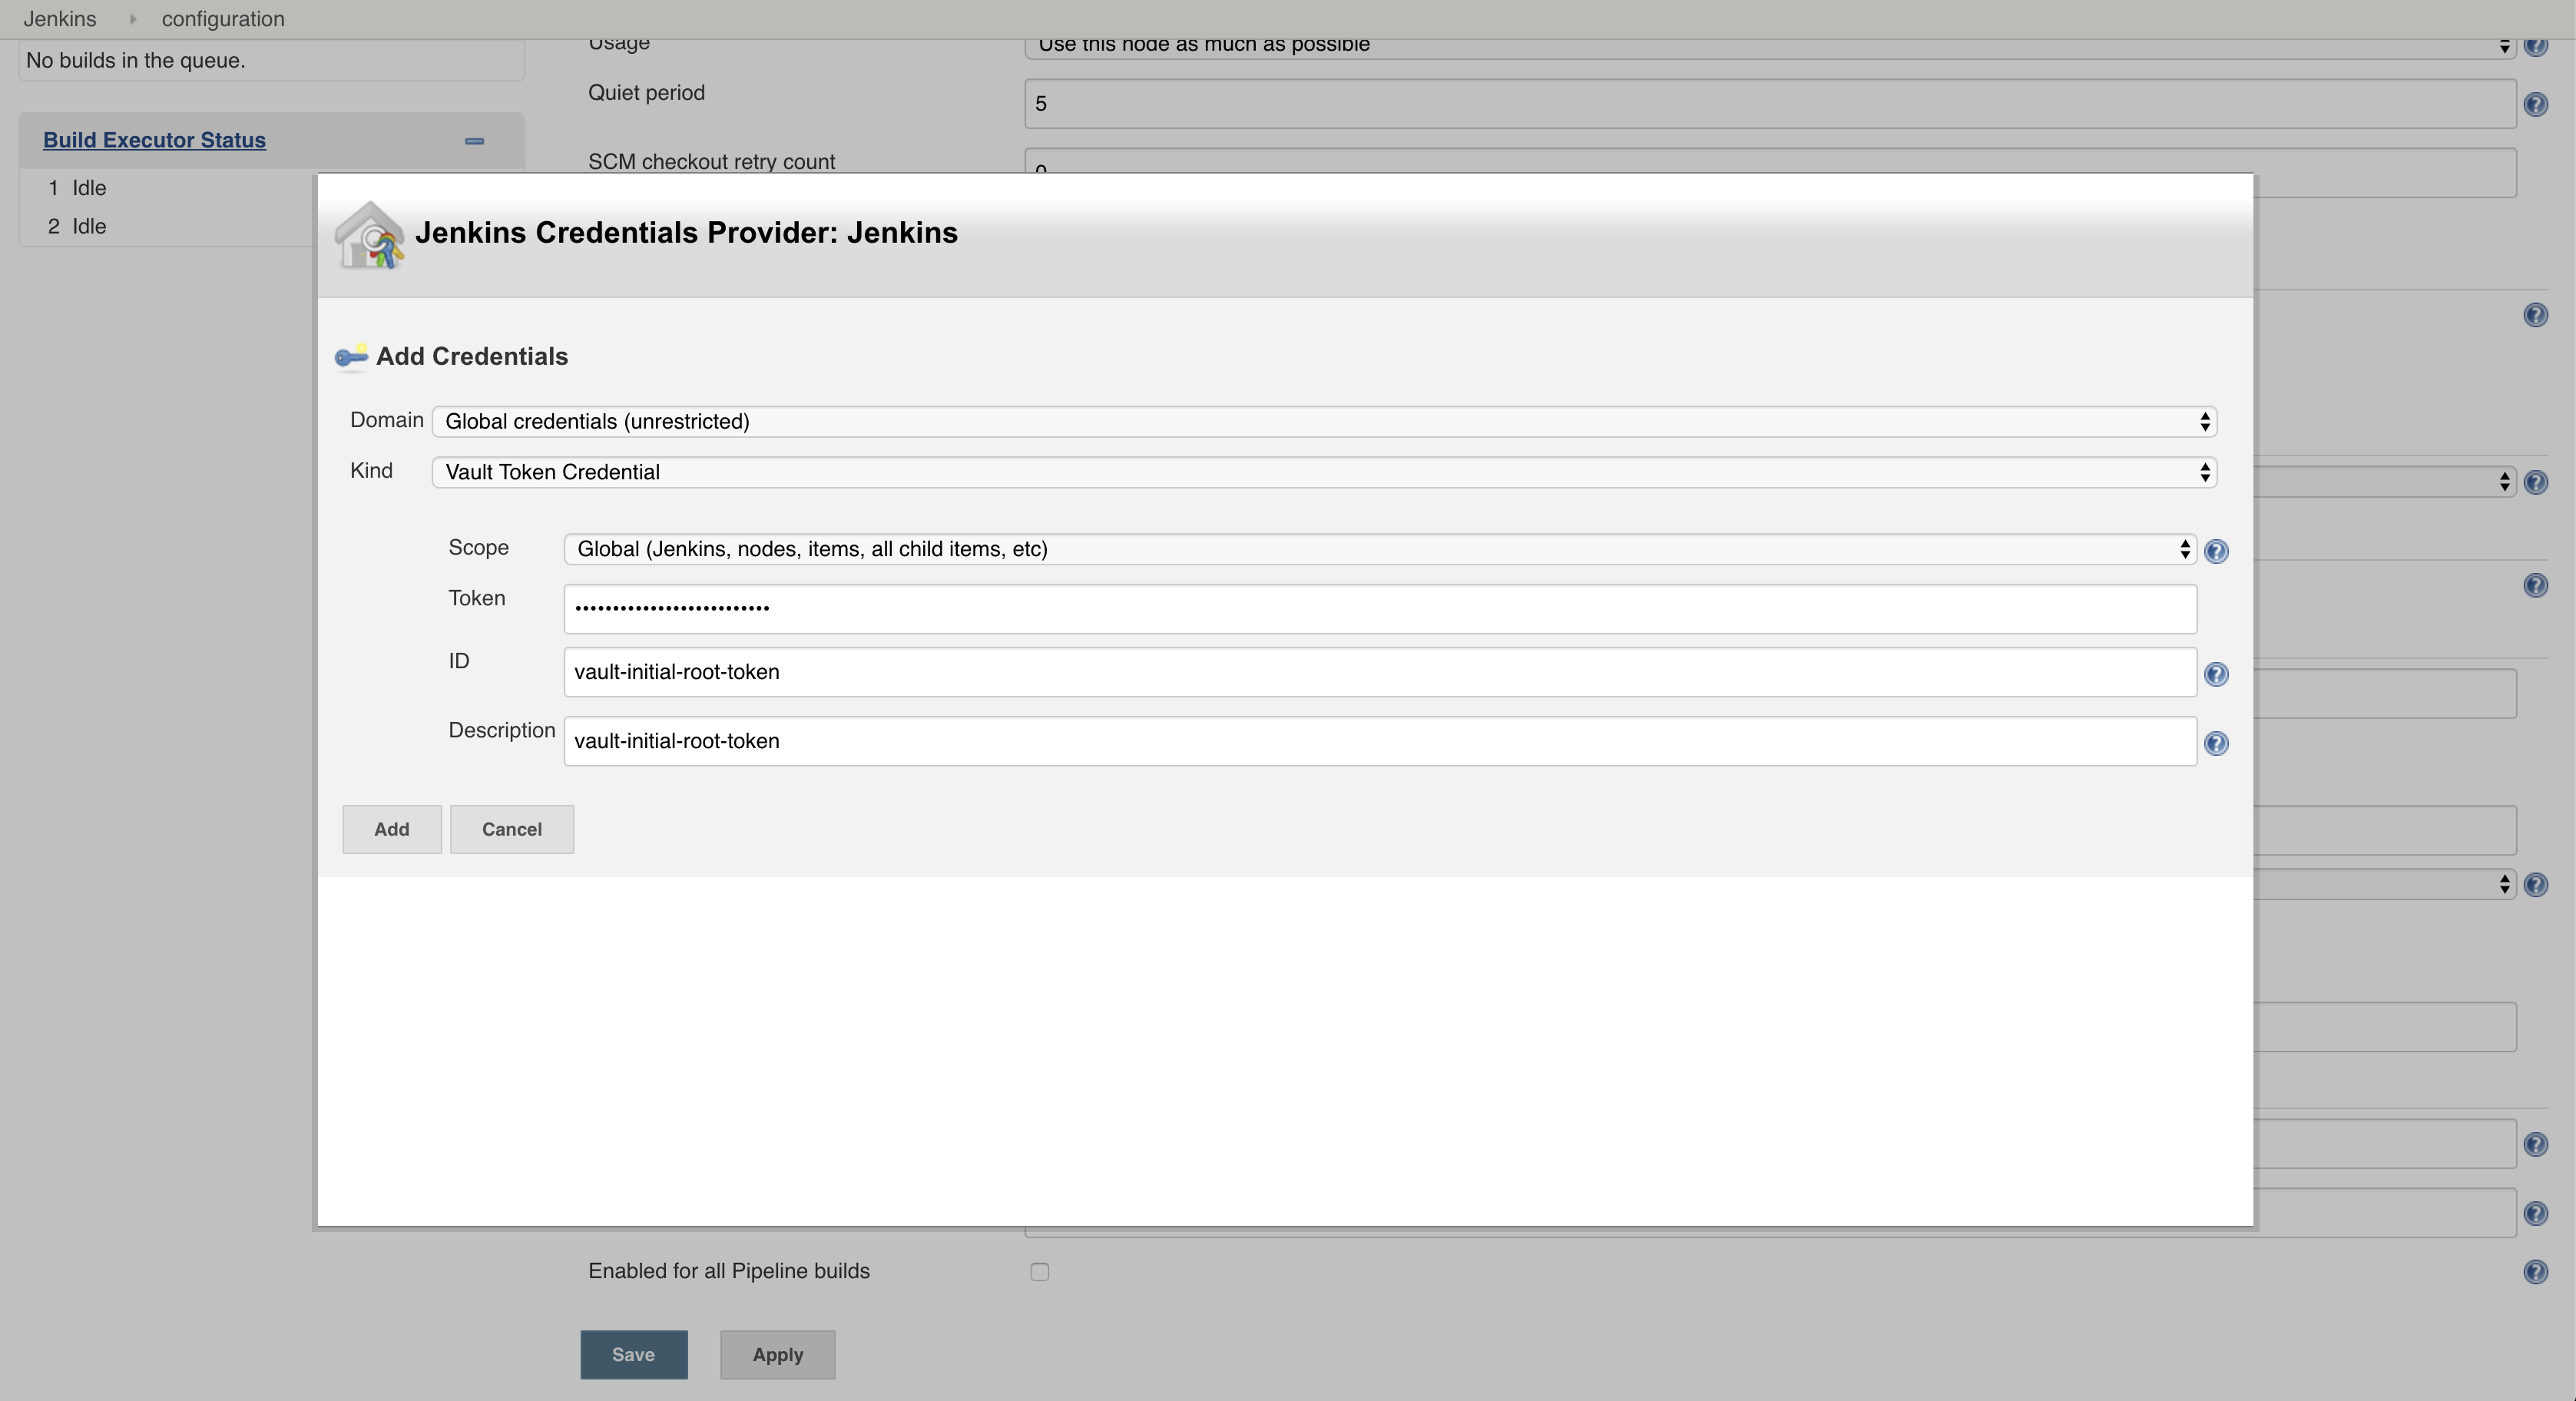 Jenkins configuration
No builds in the queue.
Build Executor Status
1 Idle
2 Idle
Usage Use this node as much as possible
Quiet period 5
SCM checkout retry count 0
Jenkins Credentials Provider: Jenkins
Add Credentials
Domain Global credentials (unrestricted)
Kind Vault Token Credential
Scope Global (Jenkins, nodes, items, all child items, etc)
Token ••••••••••••••••••••••••••
ID vault-initial-root-token
Description vault-initial-root-token
Add Cancel
Enabled for all Pipeline builds
Save Apply